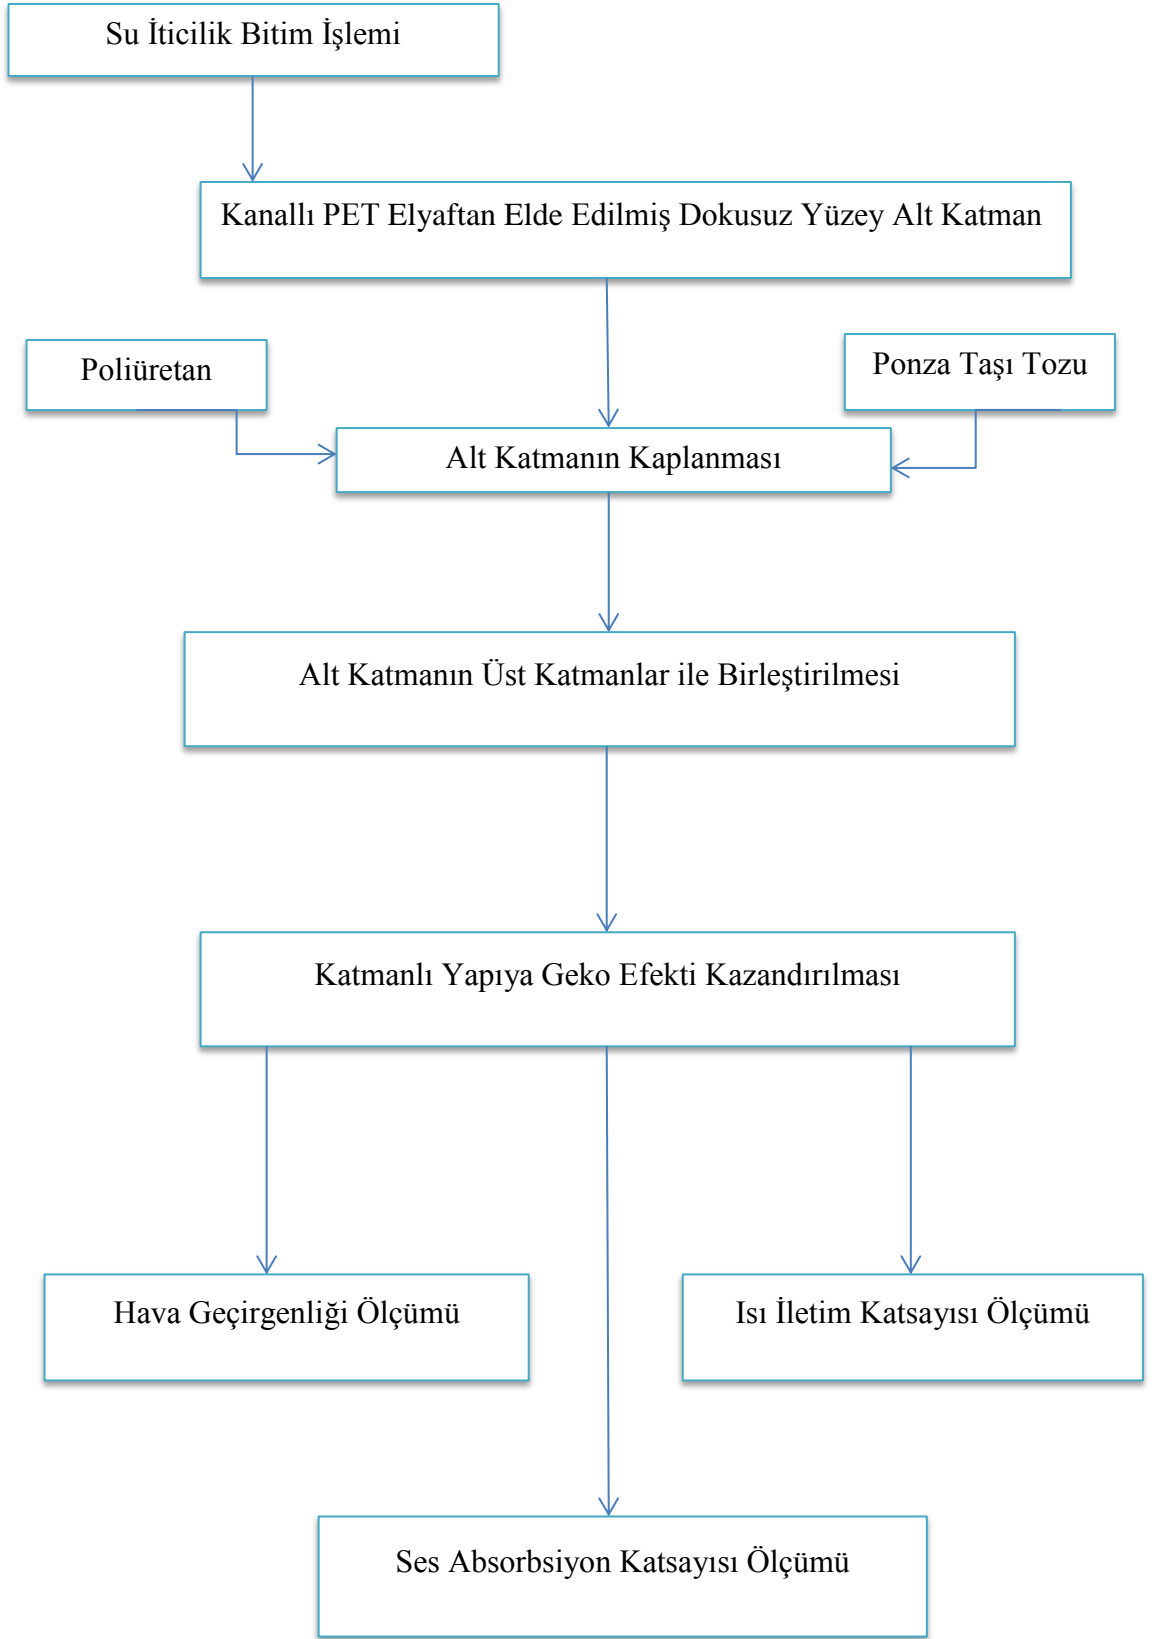 Su İticilik Bitim İşlemi
Kanallı PET Elyaftan Elde Edilmiş Dokusuz Yüzey Alt Katman
Poliüretan
Ponza Taşı Tozu
Alt Katmanın Kaplanması
Alt Katmanın Üst Katmanlar ile Birleştirilmesi
Katmanlı Yapıya Geko Efekti Kazandırılması
Hava Geçirgenliği Ölçümü
Isı İletim Katsayısı Ölçümü
Ses Absorbsiyon Katsayısı Ölçümü